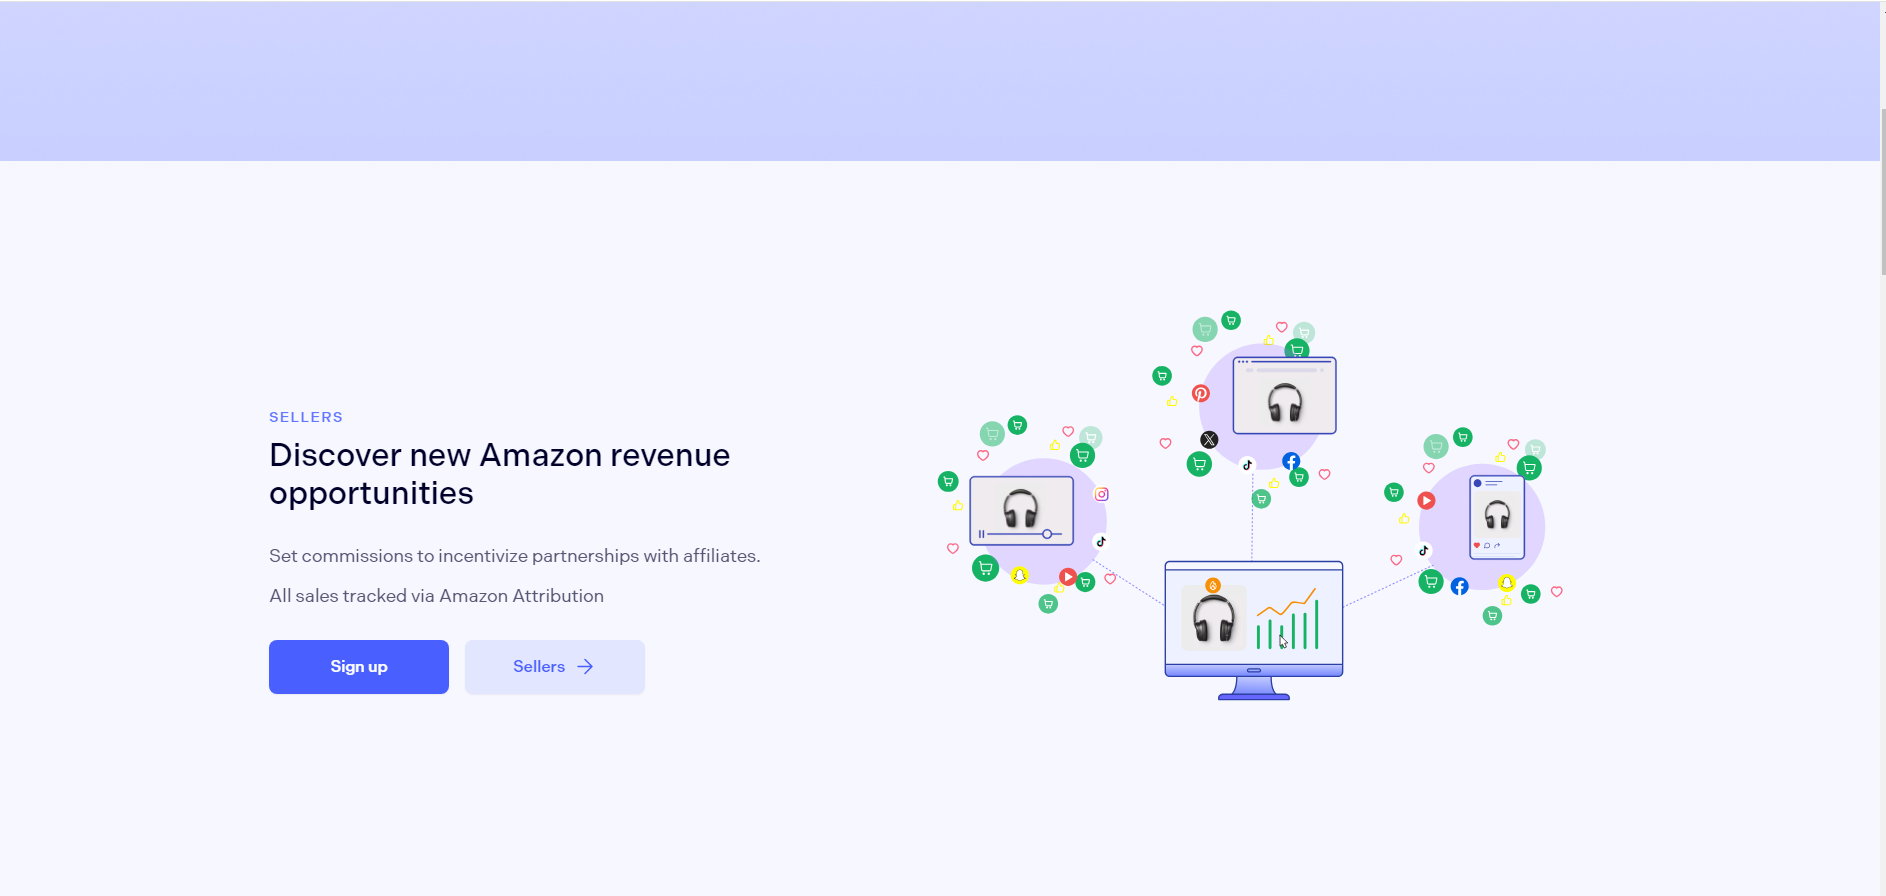 SELLERS
Discover new Amazon revenue
opportunities
Set commissions to incentivize partnerships with affiliates.
All sales tracked via Amazon Attribution
Sign up
Sellers